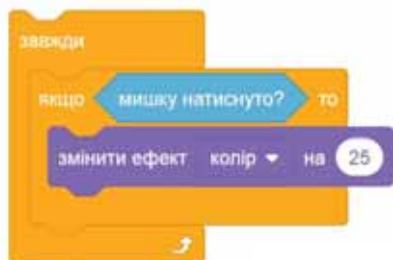 завжди
якщо мишку натиснуто? то
змінити ефект колір на 25